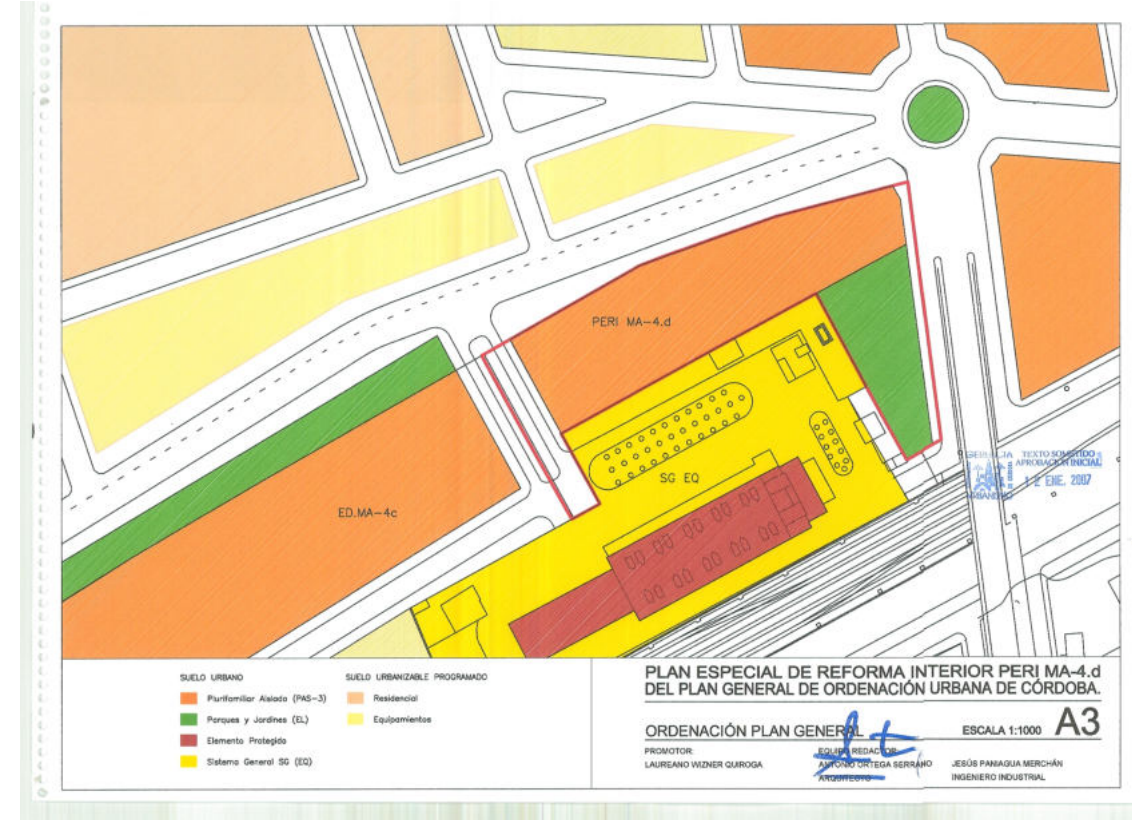 PERI MA-4.d
SG EQ
ED.MA-4c
GERENCIA
URBANISMO
TEXTO SOMETIDO A
APROBACIÓN INICIAL
12 ENE. 2007
SUELO URBANO
Plurifamiliar Aislada (PAS-3)
Parques y Jardines (EL)
Elemento Protegido
Sistema General SG (EQ)
SUELO URBANIZABLE PROGRAMADO
Residencial
Equipamientos
PLAN ESPECIAL DE REFORMA INTERIOR PERI MA-4.d
DEL PLAN GENERAL DE ORDENACIÓN URBANA DE CÓRDOBA.
ORDENACIÓN PLAN GENERAL
ESCALA 1:1000
A3
PROMOTOR:
LAUREANO WIZNER QUIROGA
EQUIPO REDACTOR:
ANTONIO ORTEGA SERRANO
ARQUITECTO
JESÚS PANIAGUA MERCHÁN
INGENIERO INDUSTRIAL